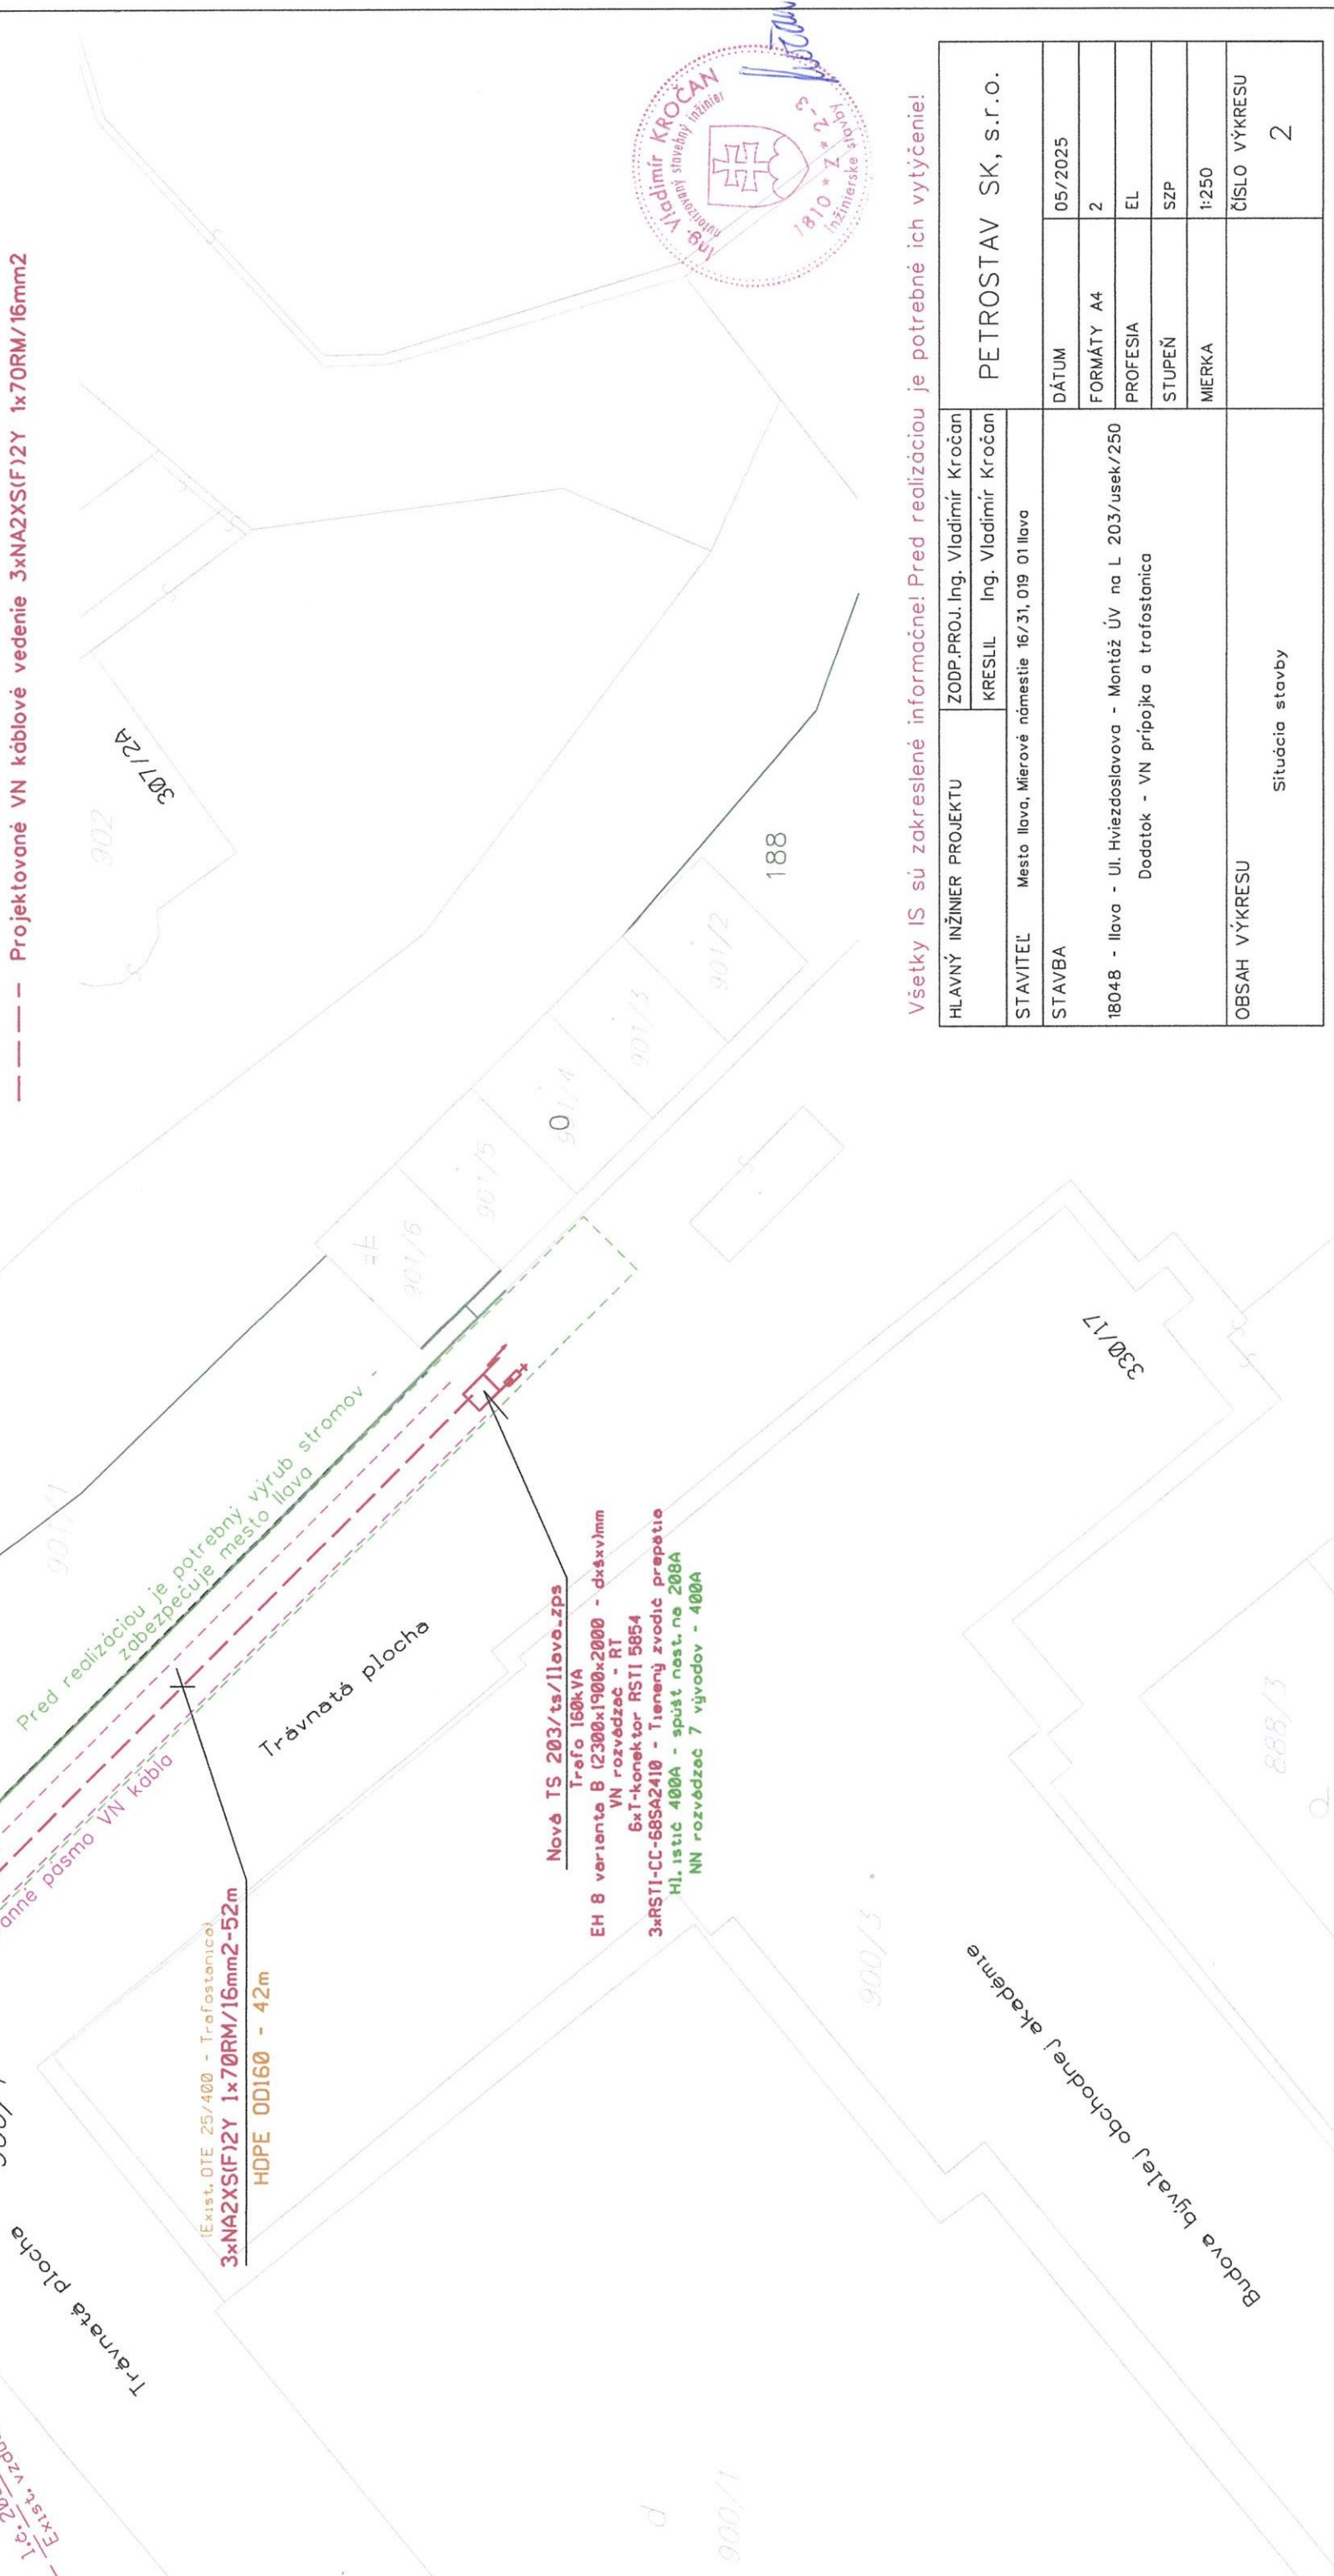 Projektované VN káblové vedenie 3xNA2XS(F)2Y 1x70RM/16mm2
902
307/2A
Ing. Vladimír KROČAN
autorizovaný stavebný inžinier
1810 * Z * 2-3
Inžinierske stavby
901/1
Pred realizáciou je potrebný výrub stromov -
zabezpečuje mesto Ilava
901/6
901/5
901/4
901/3
901/2
188
anné pásmo VN kábla
Trávnatá plocha
Trávnatá plocha
Exist. vzdu
(Exist. OTE 25/400 - Trafostanica)
3xNA2XS(F)2Y 1x70RM/16mm2-52m
HDPE OD160 - 42m
Nová TS 203/ts/Ilava_zps
Trafo 160kVA
EH 8 varianta B (2300x1900x2000 - dxšxv)mm
VN rozvádzač - RT
6xT-konektor RSTI 5854
3xRSTI-CC-68SA2410 - Tienený zvodič prepätia
Hl. istič 400A - spúšť nast. na 208A
NN rozvádzač 7 vývodov - 400A
330/17
888/3
900/3
900/1
Budova bývalej obchodnej akadémie
Všetky IS sú zakreslené informačne! Pred realizáciou je potrebné ich vytýčenie!
HLAVNÝ INŽINIER PROJEKTU
ZODP.PROJ. Ing. Vladimír Kročan
KRESLIL Ing. Vladimír Kročan
PETROSTAV SK, s.r.o.
STAVITEĽ Mesto Ilava, Mierové námestie 16/31, 019 01 Ilava
STAVBA
18048 - Ilava - Ul. Hviezdoslavova - Montáž ÚV na L 203/usek/250
Dodatok - VN prípojka a trafostanica
DÁTUM 05/2025
FORMÁTY A4 2
PROFESIA EL
STUPEŇ SZP
MIERKA 1:250
OBSAH VÝKRESU
Situácia stavby
ČÍSLO VÝKRESU
2